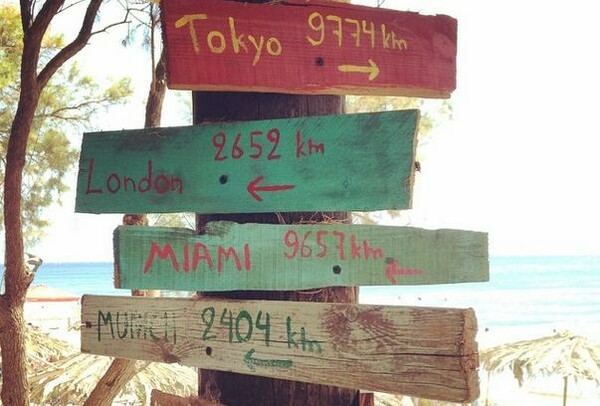 Tokyo 9774 km →
London 2652 km ←
MIAMI 9657 km ←
MUNICH 2404 km ←